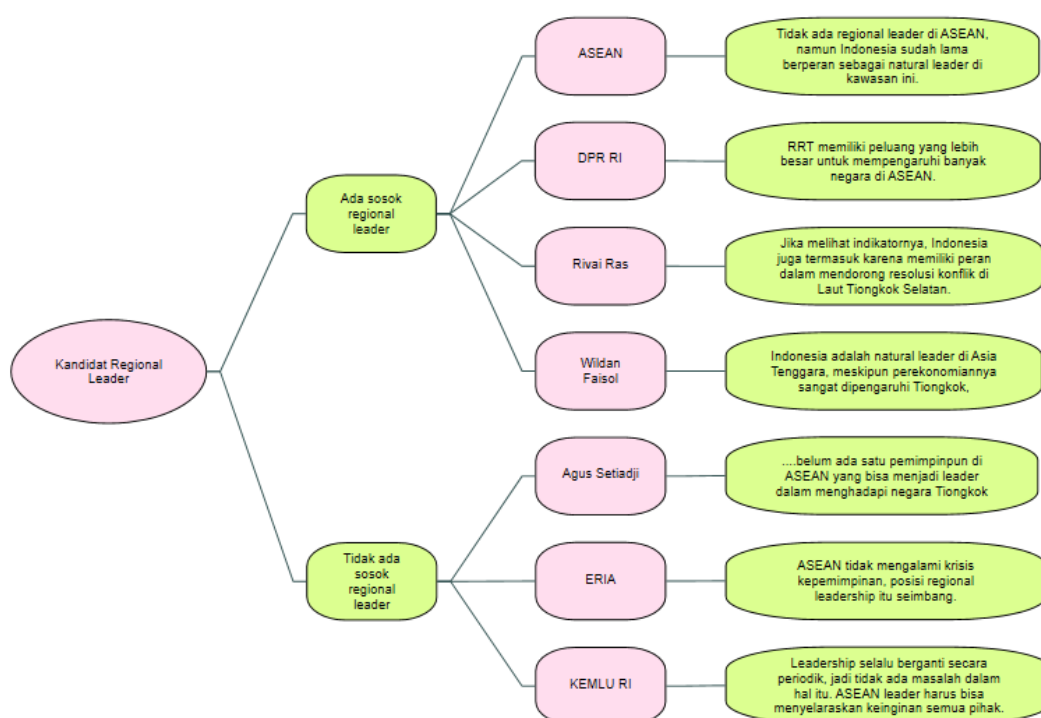 Kandidat Regional
Leader
Ada sosok
regional
leader
ASEAN
Tidak ada regional leader di ASEAN,
namun Indonesia sudah lama
berperan sebagai natural leader di
kawasan ini.
DPR RI
RRT memiliki peluang yang lebih
besar untuk mempengaruhi banyak
negara di ASEAN.
Rivai Ras
Jika melihat indikatornya, Indonesia
juga termasuk karena memiliki peran
dalam mendorong resolusi konflik di
Laut Tiongkok Selatan.
Wildan
Faisol
Indonesia adalah natural leader di Asia
Tenggara, meskipun perekonomiannya
sangat dipengaruhi Tiongkok,
Tidak ada
sosok
regional
leader
Agus Setiadji
....belum ada satu pemimpinpun di
ASEAN yang bisa menjadi leader
dalam menghadapi negara Tiongkok
ERIA
ASEAN tidak mengalami krisis
kepemimpinan, posisi regional
leadership itu seimbang.
KEMLU RI
Leadership selalu berganti secara
periodik, jadi tidak ada masalah dalam
hal itu. ASEAN leader harus bisa
menyelaraskan keinginan semua pihak.